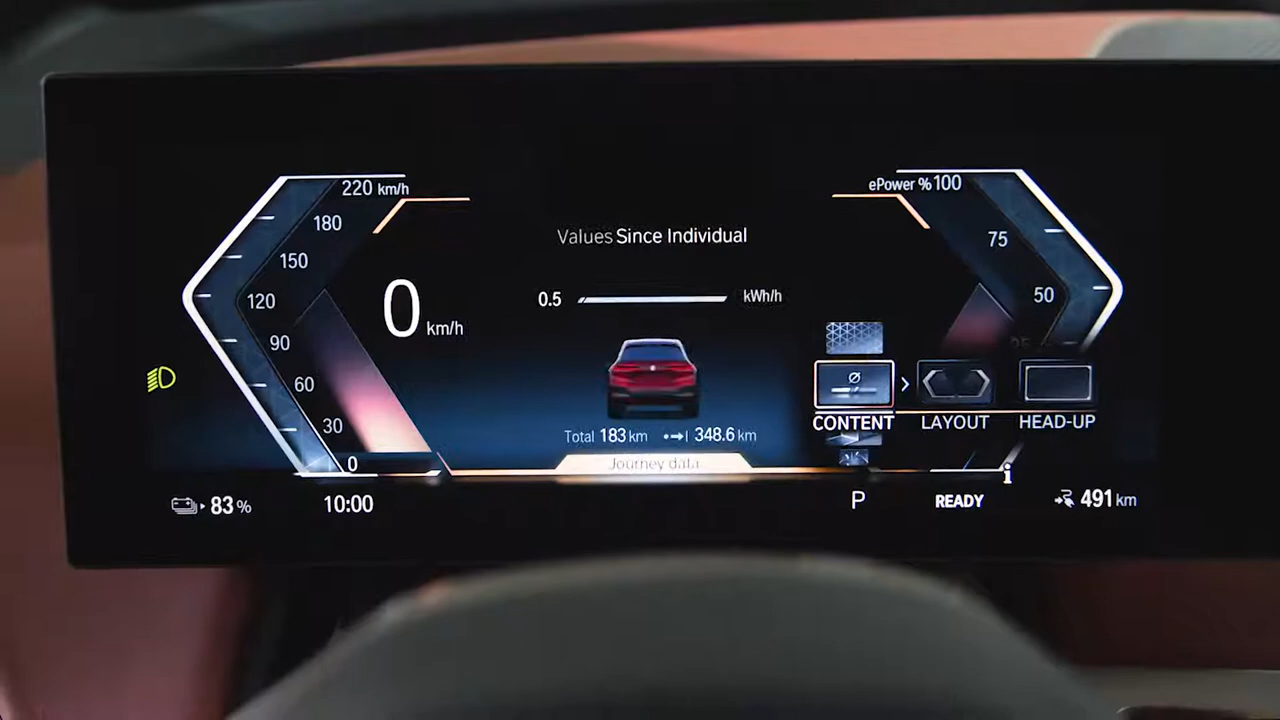 220 km/h
180
150
120
90
60
30
0
0 km/h
Values Since Individual
0.5 kWh/h
Total 183 km 348.6 km
Journey data
ePower % 100
75
50
25
CONTENT LAYOUT HEAD-UP
83 %
10:00
P
READY
491 km